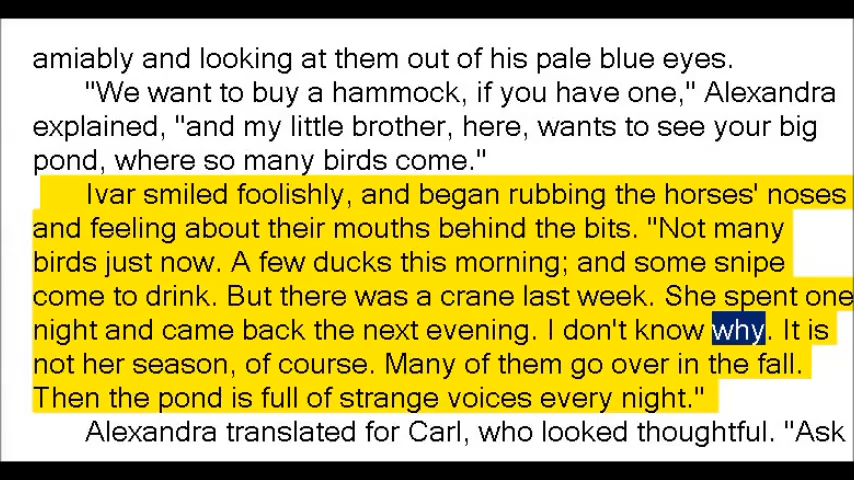 amiably and looking at them out of his pale blue eyes.
"We want to buy a hammock, if you have one," Alexandra
explained, "and my little brother, here, wants to see your big
pond, where so many birds come."
Ivar smiled foolishly, and began rubbing the horses' noses
and feeling about their mouths behind the bits. "Not many
birds just now. A few ducks this morning; and some snipe
come to drink. But there was a crane last week. She spent one
night and came back the next evening. I don't know why. It is
not her season, of course. Many of them go over in the fall.
Then the pond is full of strange voices every night."
Alexandra translated for Carl, who looked thoughtful. "Ask